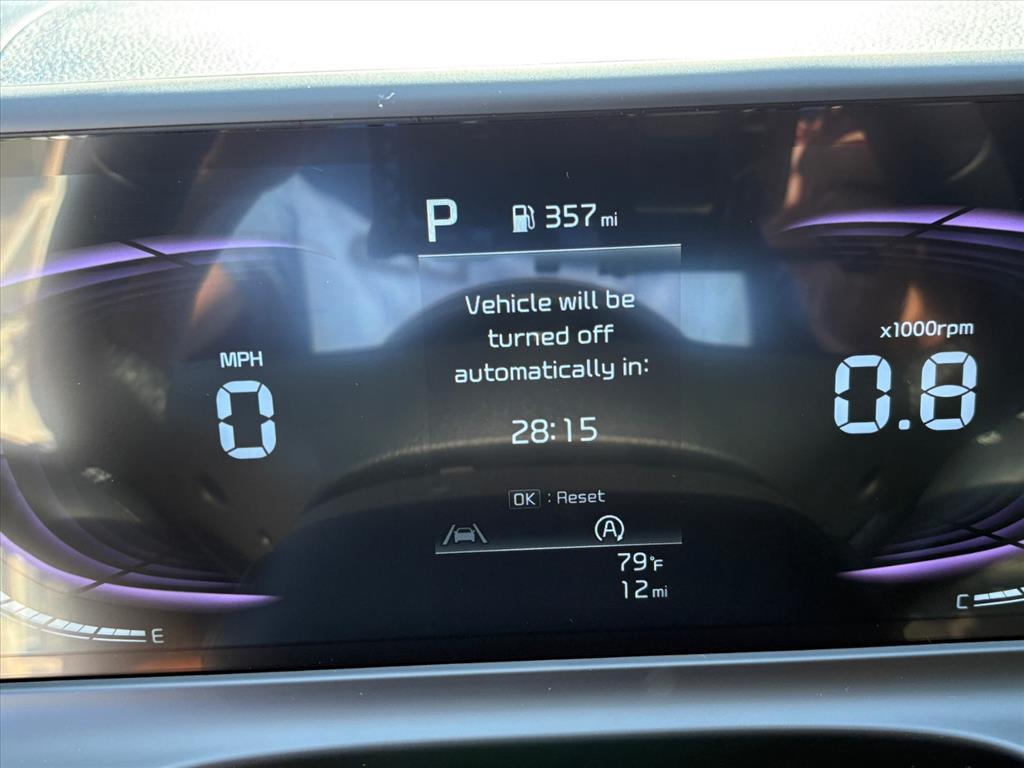 P 357 mi
Vehicle will be
turned off
automatically in:
28:15
OK : Reset
A
79°F
12 mi
MPH
0
x1000rpm
0.8
E
C